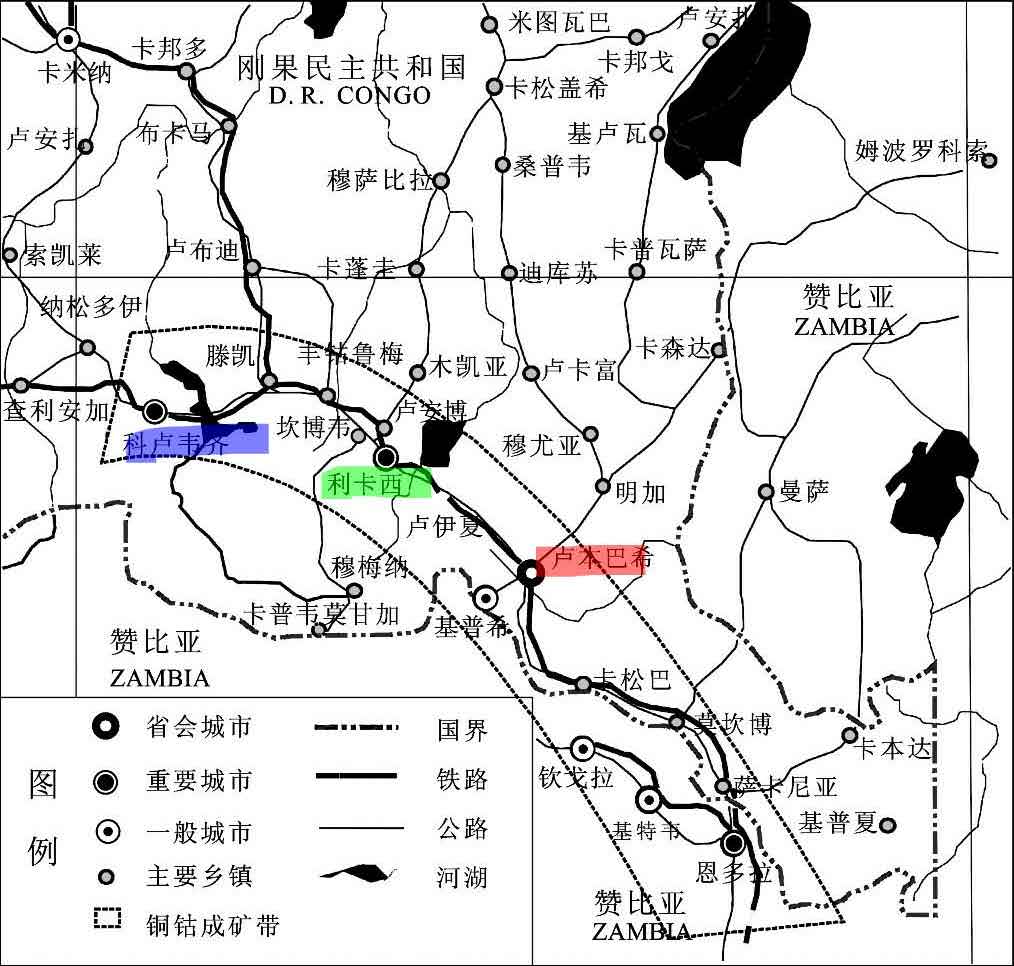 米图瓦巴
卢安扎
卡邦多
卡米纳
刚果民主共和国
D. R. CONGO
卡邦戈
卡松盖希
卢安扎
布卡马
基卢瓦
姆波罗科索
穆萨比拉
桑普韦
索凯莱
卢布迪
卡蓬圭
迪库苏
卡普瓦萨
纳松多伊
赞比亚
ZAMBIA
滕凯
丰钴鲁梅
木凯亚
卢卡富
卡森达
查利安加
卢安博
坎博韦
科卢韦齐
穆尤亚
利卡西
明加
曼萨
卢伊夏
卢本巴希
穆梅纳
卡普韦莫甘加
基普希
赞比亚
ZAMBIA
卡松巴
莫坎博
卡本达
钦戈拉
萨卡尼亚
基特韦
基普夏
恩多拉
赞比亚
ZAMBIA
图例
省会城市
国界
重要城市
铁路
一般城市
公路
主要乡镇
河湖
铜钴成矿带